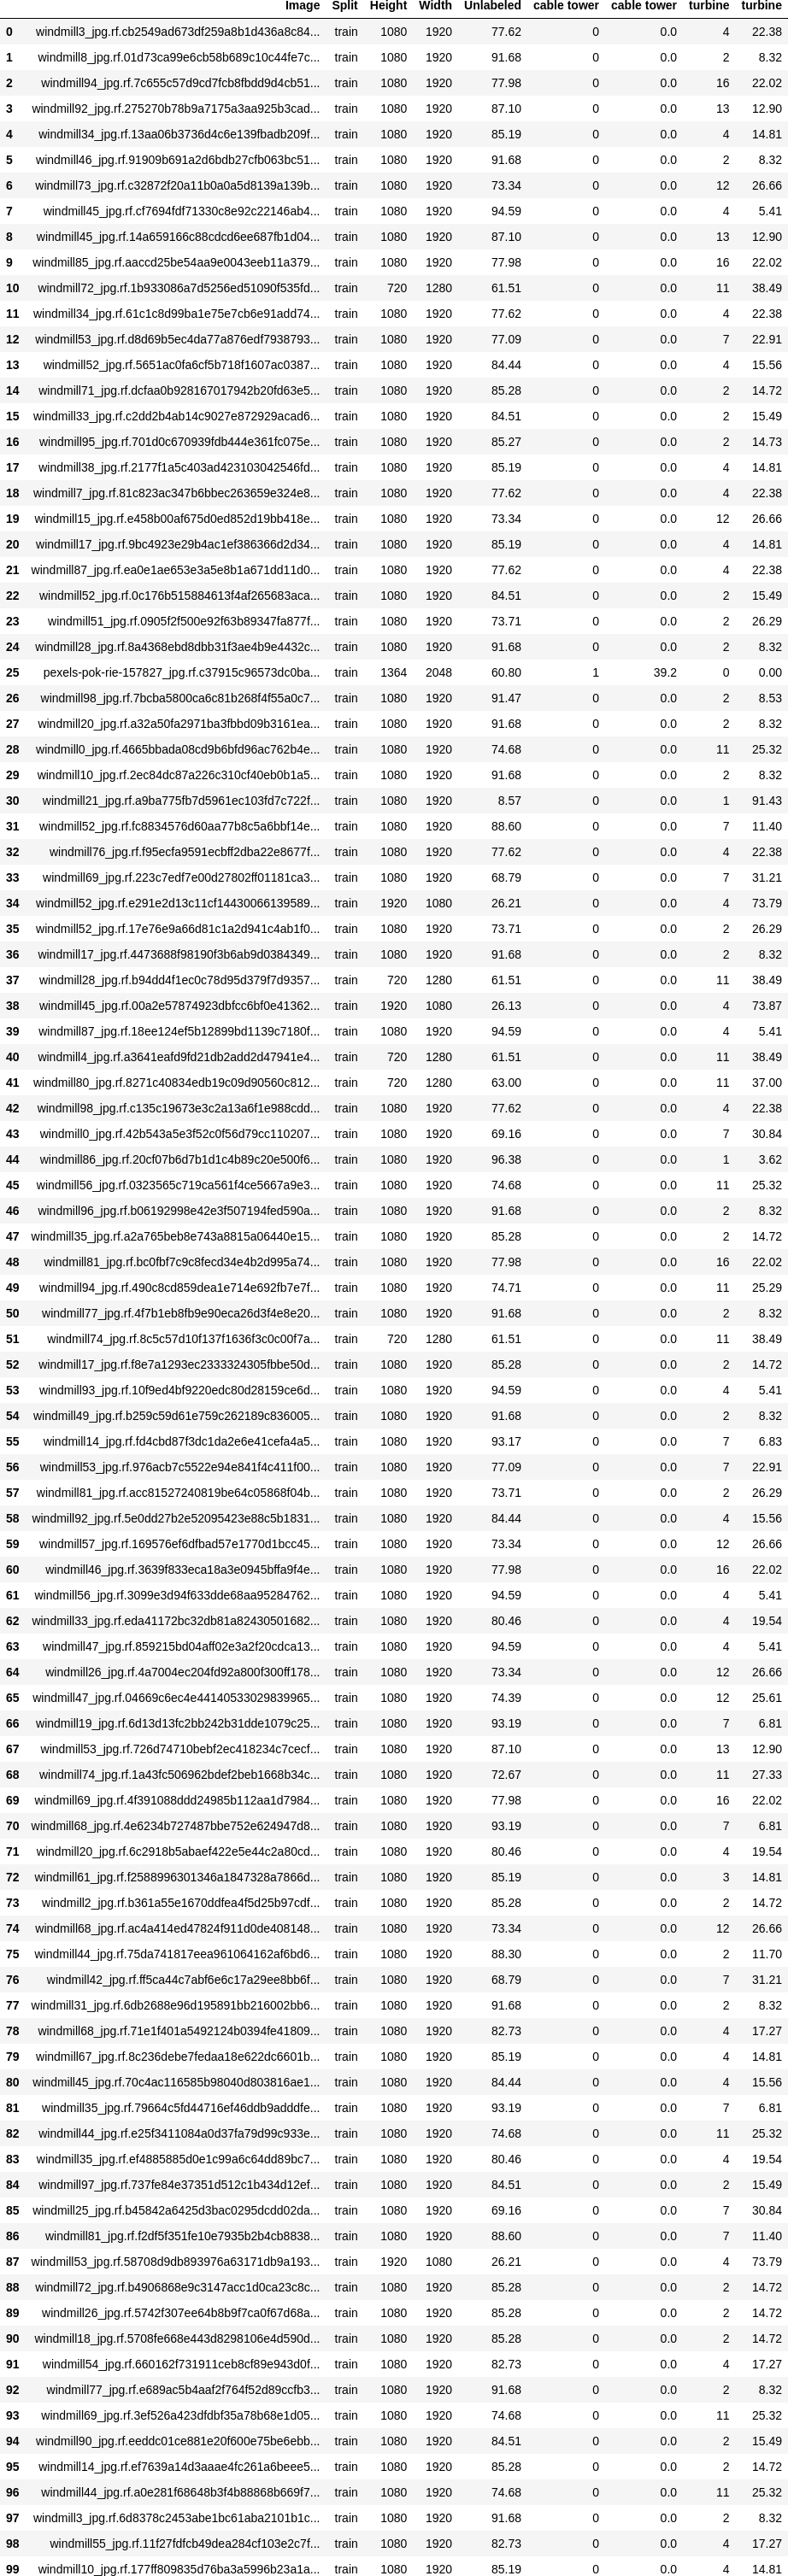 Image Split Height Width Unlabeled cable tower cable tower turbine turbine
0 windmill3_jpg.rf.cb2549ad673df259a8b1d436a8c84... train 1080 1920 77.62 0 0.0 4 22.38
1 windmill8_jpg.rf.01d73ca99e6cb58b689c10c44fe7c... train 1080 1920 91.68 0 0.0 2 8.32
2 windmill94_jpg.rf.7c655c57d9cd7fcb8fbdd9d4cb51... train 1080 1920 77.98 0 0.0 16 22.02
3 windmill92_jpg.rf.275270b78b9a7175a3aa925b3cad... train 1080 1920 87.10 0 0.0 13 12.90
4 windmill34_jpg.rf.13aa06b3736d4c6e139fbadb209f... train 1080 1920 85.19 0 0.0 4 14.81
5 windmill46_jpg.rf.91909b691a2d6bdb27cfb063bc51... train 1080 1920 91.68 0 0.0 2 8.32
6 windmill73_jpg.rf.c32872f20a11b0a0a5d8139a139b... train 1080 1920 73.34 0 0.0 12 26.66
7 windmill45_jpg.rf.cf7694fdf71330c8e92c22146ab4... train 1080 1920 94.59 0 0.0 4 5.41
8 windmill45_jpg.rf.14a659166c88cdcd6ee687fb1d04... train 1080 1920 87.10 0 0.0 13 12.90
9 windmill85_jpg.rf.aaccd25be54aa9e0043eeb11a379... train 1080 1920 77.98 0 0.0 16 22.02
10 windmill72_jpg.rf.1b933086a7d5256ed51090f535fd... train 720 1280 61.51 0 0.0 11 38.49
11 windmill34_jpg.rf.61c1c8d99ba1e75e7cb6e91add74... train 1080 1920 77.62 0 0.0 4 22.38
12 windmill53_jpg.rf.d8d69b5ec4da77a876edf7938793... train 1080 1920 77.09 0 0.0 7 22.91
13 windmill52_jpg.rf.5651ac0fa6cf5b718f1607ac0387... train 1080 1920 84.44 0 0.0 4 15.56
14 windmill71_jpg.rf.dcfaa0b928167017942b20fd63e5... train 1080 1920 85.28 0 0.0 2 14.72
15 windmill33_jpg.rf.c2dd2b4ab14c9027e872929acad6... train 1080 1920 84.51 0 0.0 2 15.49
16 windmill95_jpg.rf.701d0c670939fdb444e361fc075e... train 1080 1920 85.27 0 0.0 2 14.73
17 windmill38_jpg.rf.2177f1a5c403ad423103042546fd... train 1080 1920 85.19 0 0.0 4 14.81
18 windmill7_jpg.rf.81c823ac347b6bbec263659e324e8... train 1080 1920 77.62 0 0.0 4 22.38
19 windmill15_jpg.rf.e458b00af675d0ed852d19bb418e... train 1080 1920 73.34 0 0.0 12 26.66
20 windmill17_jpg.rf.9bc4923e29b4ac1ef386366d2d34... train 1080 1920 85.19 0 0.0 4 14.81
21 windmill87_jpg.rf.ea0e1ae653e3a5e8b1a671dd11d0... train 1080 1920 77.62 0 0.0 4 22.38
22 windmill52_jpg.rf.0c176b515884613f4af265683aca... train 1080 1920 84.51 0 0.0 2 15.49
23 windmill51_jpg.rf.0905f2f500e92f63b89347fa877f... train 1080 1920 73.71 0 0.0 2 26.29
24 windmill28_jpg.rf.8a4368ebd8dbb31f3ae4b9e4432c... train 1080 1920 91.68 0 0.0 2 8.32
25 pexels-pok-rie-157827_jpg.rf.c37915c96573dc0ba... train 1364 2048 60.80 1 39.2 0 0.00
26 windmill98_jpg.rf.7bcba5800ca6c81b268f4f55a0c7... train 1080 1920 91.47 0 0.0 2 8.53
27 windmill20_jpg.rf.a32a50fa2971ba3fbbd09b3161ea... train 1080 1920 91.68 0 0.0 2 8.32
28 windmill0_jpg.rf.4665bbada08cd9b6bfd96ac762b4e... train 1080 1920 74.68 0 0.0 11 25.32
29 windmill10_jpg.rf.2ec84dc87a226c310cf40eb0b1a5... train 1080 1920 91.68 0 0.0 2 8.32
30 windmill21_jpg.rf.a9ba775fb7d5961ec103fd7c722f... train 1080 1920 8.57 0 0.0 1 91.43
31 windmill52_jpg.rf.fc8834576d60aa77b8c5a6bbf14e... train 1080 1920 88.60 0 0.0 7 11.40
32 windmill76_jpg.rf.f95ecfa9591ecbff2dba22e8677f... train 1080 1920 77.62 0 0.0 4 22.38
33 windmill69_jpg.rf.223c7edf7e00d27802ff01181ca3... train 1080 1920 68.79 0 0.0 7 31.21
34 windmill52_jpg.rf.e291e2d13c11cf14430066139589... train 1920 1080 26.21 0 0.0 4 73.79
35 windmill52_jpg.rf.17e76e9a66d81c1a2d941c4ab1f0... train 1080 1920 73.71 0 0.0 2 26.29
36 windmill17_jpg.rf.4473688f98190f3b6ab9d0384349... train 1080 1920 91.68 0 0.0 2 8.32
37 windmill28_jpg.rf.b94dd4f1ec0c78d95d379f7d9357... train 720 1280 61.51 0 0.0 11 38.49
38 windmill45_jpg.rf.00a2e57874923dbfcc6bf0e41362... train 1920 1080 26.13 0 0.0 4 73.87
39 windmill87_jpg.rf.18ee124ef5b12899bd1139c7180f... train 1080 1920 94.59 0 0.0 4 5.41
40 windmill4_jpg.rf.a3641eafd9fd21db2add2d47941e4... train 720 1280 61.51 0 0.0 11 38.49
41 windmill80_jpg.rf.8271c40834edb19c09d90560c812... train 720 1280 63.00 0 0.0 11 37.00
42 windmill98_jpg.rf.c135c19673e3c2a13a6f1e988cdd... train 1080 1920 77.62 0 0.0 4 22.38
43 windmill0_jpg.rf.42b543a5e3f52c0f56d79cc110207... train 1080 1920 69.16 0 0.0 7 30.84
44 windmill86_jpg.rf.20cf07b6d7b1d1c4b89c20e500f6... train 1080 1920 96.38 0 0.0 1 3.62
45 windmill56_jpg.rf.0323565c719ca561f4ce5667a9e3... train 1080 1920 74.68 0 0.0 11 25.32
46 windmill96_jpg.rf.b06192998e42e3f507194fed590a... train 1080 1920 91.68 0 0.0 2 8.32
47 windmill35_jpg.rf.a2a765beb8e743a8815a06440e15... train 1080 1920 85.28 0 0.0 2 14.72
48 windmill81_jpg.rf.bc0fbf7c9c8fecd34e4b2d995a74... train 1080 1920 77.98 0 0.0 16 22.02
49 windmill94_jpg.rf.490c8cd859dea1e714e692fb7e7f... train 1080 1920 74.71 0 0.0 11 25.29
50 windmill77_jpg.rf.4f7b1eb8fb9e90eca26d3f4e8e20... train 1080 1920 91.68 0 0.0 2 8.32
51 windmill74_jpg.rf.8c5c57d10f137f1636f3c0c00f7a... train 720 1280 61.51 0 0.0 11 38.49
52 windmill17_jpg.rf.f8e7a1293ec2333324305fbbe50d... train 1080 1920 85.28 0 0.0 2 14.72
53 windmill93_jpg.rf.10f9ed4bf9220edc80d28159ce6d... train 1080 1920 94.59 0 0.0 4 5.41
54 windmill49_jpg.rf.b259c59d61e759c262189c836005... train 1080 1920 91.68 0 0.0 2 8.32
55 windmill14_jpg.rf.fd4cbd87f3dc1da2e6e41cefa4a5... train 1080 1920 93.17 0 0.0 7 6.83
56 windmill53_jpg.rf.976acb7c5522e94e841f4c411f00... train 1080 1920 77.09 0 0.0 7 22.91
57 windmill81_jpg.rf.acc81527240819be64c05868f04b... train 1080 1920 73.71 0 0.0 2 26.29
58 windmill92_jpg.rf.5e0dd27b2e52095423e88c5b1831... train 1080 1920 84.44 0 0.0 4 15.56
59 windmill57_jpg.rf.169576ef6dfbad57e1770d1bcc45... train 1080 1920 73.34 0 0.0 12 26.66
60 windmill46_jpg.rf.3639f833eca18a3e0945bffa9f4e... train 1080 1920 77.98 0 0.0 16 22.02
61 windmill56_jpg.rf.3099e3d94f633dde68aa95284762... train 1080 1920 94.59 0 0.0 4 5.41
62 windmill33_jpg.rf.eda41172bc32db81a82430501682... train 1080 1920 80.46 0 0.0 4 19.54
63 windmill47_jpg.rf.859215bd04aff02e3a2f20cdca13... train 1080 1920 94.59 0 0.0 4 5.41
64 windmill26_jpg.rf.4a7004ec204fd92a800f300ff178... train 1080 1920 73.34 0 0.0 12 26.66
65 windmill47_jpg.rf.04669c6ec4e44140533029839965... train 1080 1920 74.39 0 0.0 12 25.61
66 windmill19_jpg.rf.6d13d13fc2bb242b31dde1079c25... train 1080 1920 93.19 0 0.0 7 6.81
67 windmill53_jpg.rf.726d74710bebf2ec418234c7cecf... train 1080 1920 87.10 0 0.0 13 12.90
68 windmill74_jpg.rf.1a43fc506962bdef2beb1668b34c... train 1080 1920 72.67 0 0.0 11 27.33
69 windmill69_jpg.rf.4f391088ddd24985b112aa1d7984... train 1080 1920 77.98 0 0.0 16 22.02
70 windmill68_jpg.rf.4e6234b727487bbe752e624947d8... train 1080 1920 93.19 0 0.0 7 6.81
71 windmill20_jpg.rf.6c2918b5abaef422e5e44c2a80cd... train 1080 1920 80.46 0 0.0 4 19.54
72 windmill61_jpg.rf.f2588996301346a1847328a7866d... train 1080 1920 85.19 0 0.0 3 14.81
73 windmill2_jpg.rf.b361a55e1670ddfea4f5d25b97cdf... train 1080 1920 85.28 0 0.0 2 14.72
74 windmill68_jpg.rf.ac4a414ed47824f911d0de408148... train 1080 1920 73.34 0 0.0 12 26.66
75 windmill44_jpg.rf.75da741817eea961064162af6bd6... train 1080 1920 88.30 0 0.0 2 11.70
76 windmill42_jpg.rf.ff5ca44c7abf6e6c17a29ee8bb6f... train 1080 1920 68.79 0 0.0 7 31.21
77 windmill31_jpg.rf.6db2688e96d195891bb216002bb6... train 1080 1920 91.68 0 0.0 2 8.32
78 windmill68_jpg.rf.71e1f401a5492124b0394fe41809... train 1080 1920 82.73 0 0.0 4 17.27
79 windmill67_jpg.rf.8c236debe7fedaa18e622dc6601b... train 1080 1920 85.19 0 0.0 4 14.81
80 windmill45_jpg.rf.70c4ac116585b98040d803816ae1... train 1080 1920 84.44 0 0.0 4 15.56
81 windmill35_jpg.rf.79664c5fd44716ef46ddb9adddfe... train 1080 1920 93.19 0 0.0 7 6.81
82 windmill44_jpg.rf.e25f3411084a0d37fa79d99c933e... train 1080 1920 74.68 0 0.0 11 25.32
83 windmill35_jpg.rf.ef4885885d0e1c99a6c64dd89bc7... train 1080 1920 80.46 0 0.0 4 19.54
84 windmill97_jpg.rf.737fe84e37351d512c1b434d12ef... train 1080 1920 84.51 0 0.0 2 15.49
85 windmill25_jpg.rf.b45842a6425d3bac0295dcdd02da... train 1080 1920 69.16 0 0.0 7 30.84
86 windmill81_jpg.rf.f2df5f351fe10e7935b2b4cb8838... train 1080 1920 88.60 0 0.0 7 11.40
87 windmill53_jpg.rf.58708d9db893976a63171db9a193... train 1920 1080 26.21 0 0.0 4 73.79
88 windmill72_jpg.rf.b4906868e9c3147acc1d0ca23c8c... train 1080 1920 85.28 0 0.0 2 14.72
89 windmill26_jpg.rf.5742f307ee64b8b9f7ca0f67d68a... train 1080 1920 85.28 0 0.0 2 14.72
90 windmill18_jpg.rf.5708fe668e443d8298106e4d590d... train 1080 1920 85.28 0 0.0 2 14.72
91 windmill54_jpg.rf.660162f731911ceb8cf89e943d0f... train 1080 1920 82.73 0 0.0 4 17.27
92 windmill77_jpg.rf.e689ac5b4aaf2f764f52d89ccfb3... train 1080 1920 91.68 0 0.0 2 8.32
93 windmill69_jpg.rf.3ef526a423dfdbf35a78b68e1d05... train 1080 1920 74.68 0 0.0 11 25.32
94 windmill90_jpg.rf.eeddc01ce881e20f600e75be6ebb... train 1080 1920 84.51 0 0.0 2 15.49
95 windmill14_jpg.rf.ef7639a14d3aaae4fc261a6beee5... train 1080 1920 85.28 0 0.0 2 14.72
96 windmill44_jpg.rf.a0e281f68648b3f4b88868b669f7... train 1080 1920 74.68 0 0.0 11 25.32
97 windmill3_jpg.rf.6d8378c2453abe1bc61aba2101b1c... train 1080 1920 91.68 0 0.0 2 8.32
98 windmill55_jpg.rf.11f27fdfcb49dea284cf103e2c7f... train 1080 1920 82.73 0 0.0 4 17.27
99 windmill10_jpg.rf.177ff809835d76ba3a5996b23a1a... train 1080 1920 85.19 0 0.0 4 14.81